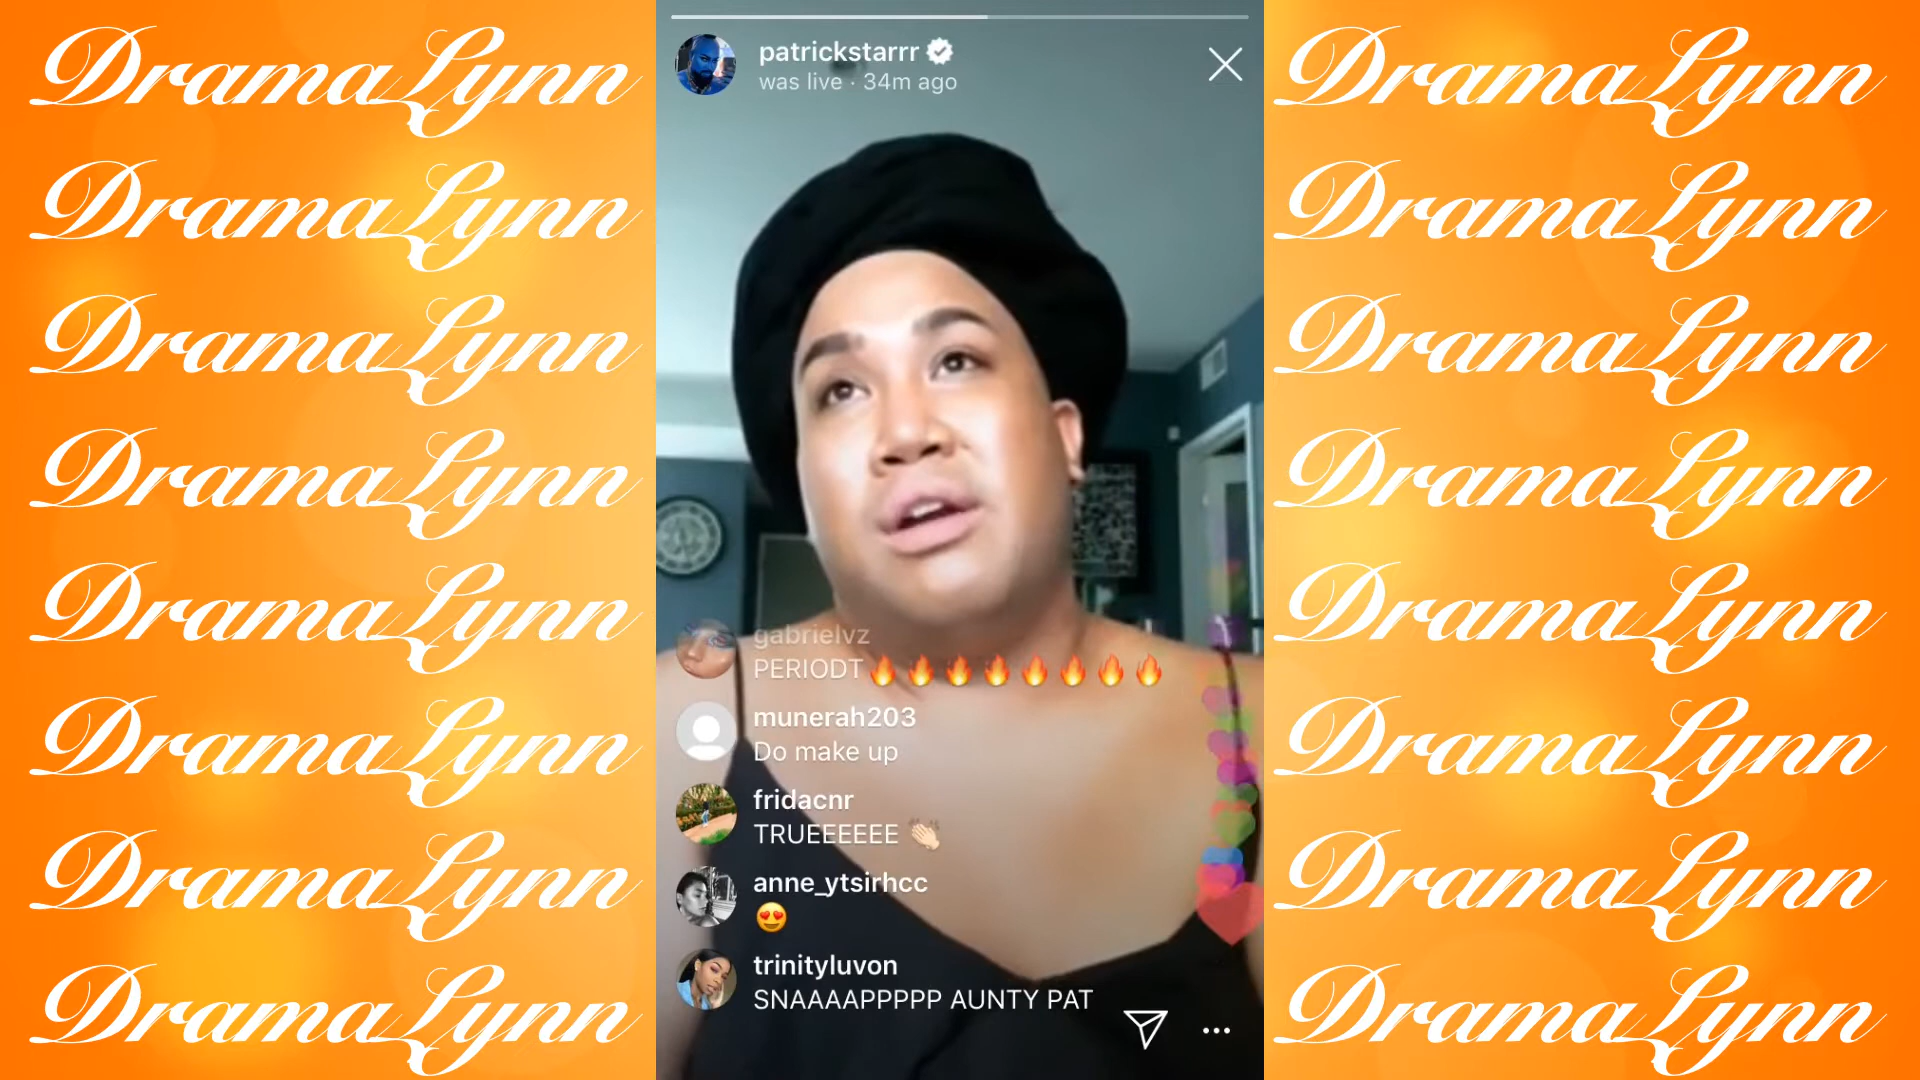 DramaLynn
DramaLynn
DramaLynn
DramaLynn
DramaLynn
DramaLynn
DramaLynn
DramaLynn
patrickstarrr
was live · 34m ago
gabrielvz
PERIODT 🔥🔥🔥🔥🔥🔥🔥🔥
munerah203
Do make up
fridacnr
TRUEEEEEE 👏🏻
anne_ytsirhcc
😍
trinityluvon
SNAAAAPPPPP AUNTY PAT
DramaLynn
DramaLynn
DramaLynn
DramaLynn
DramaLynn
DramaLynn
DramaLynn
DramaLynn